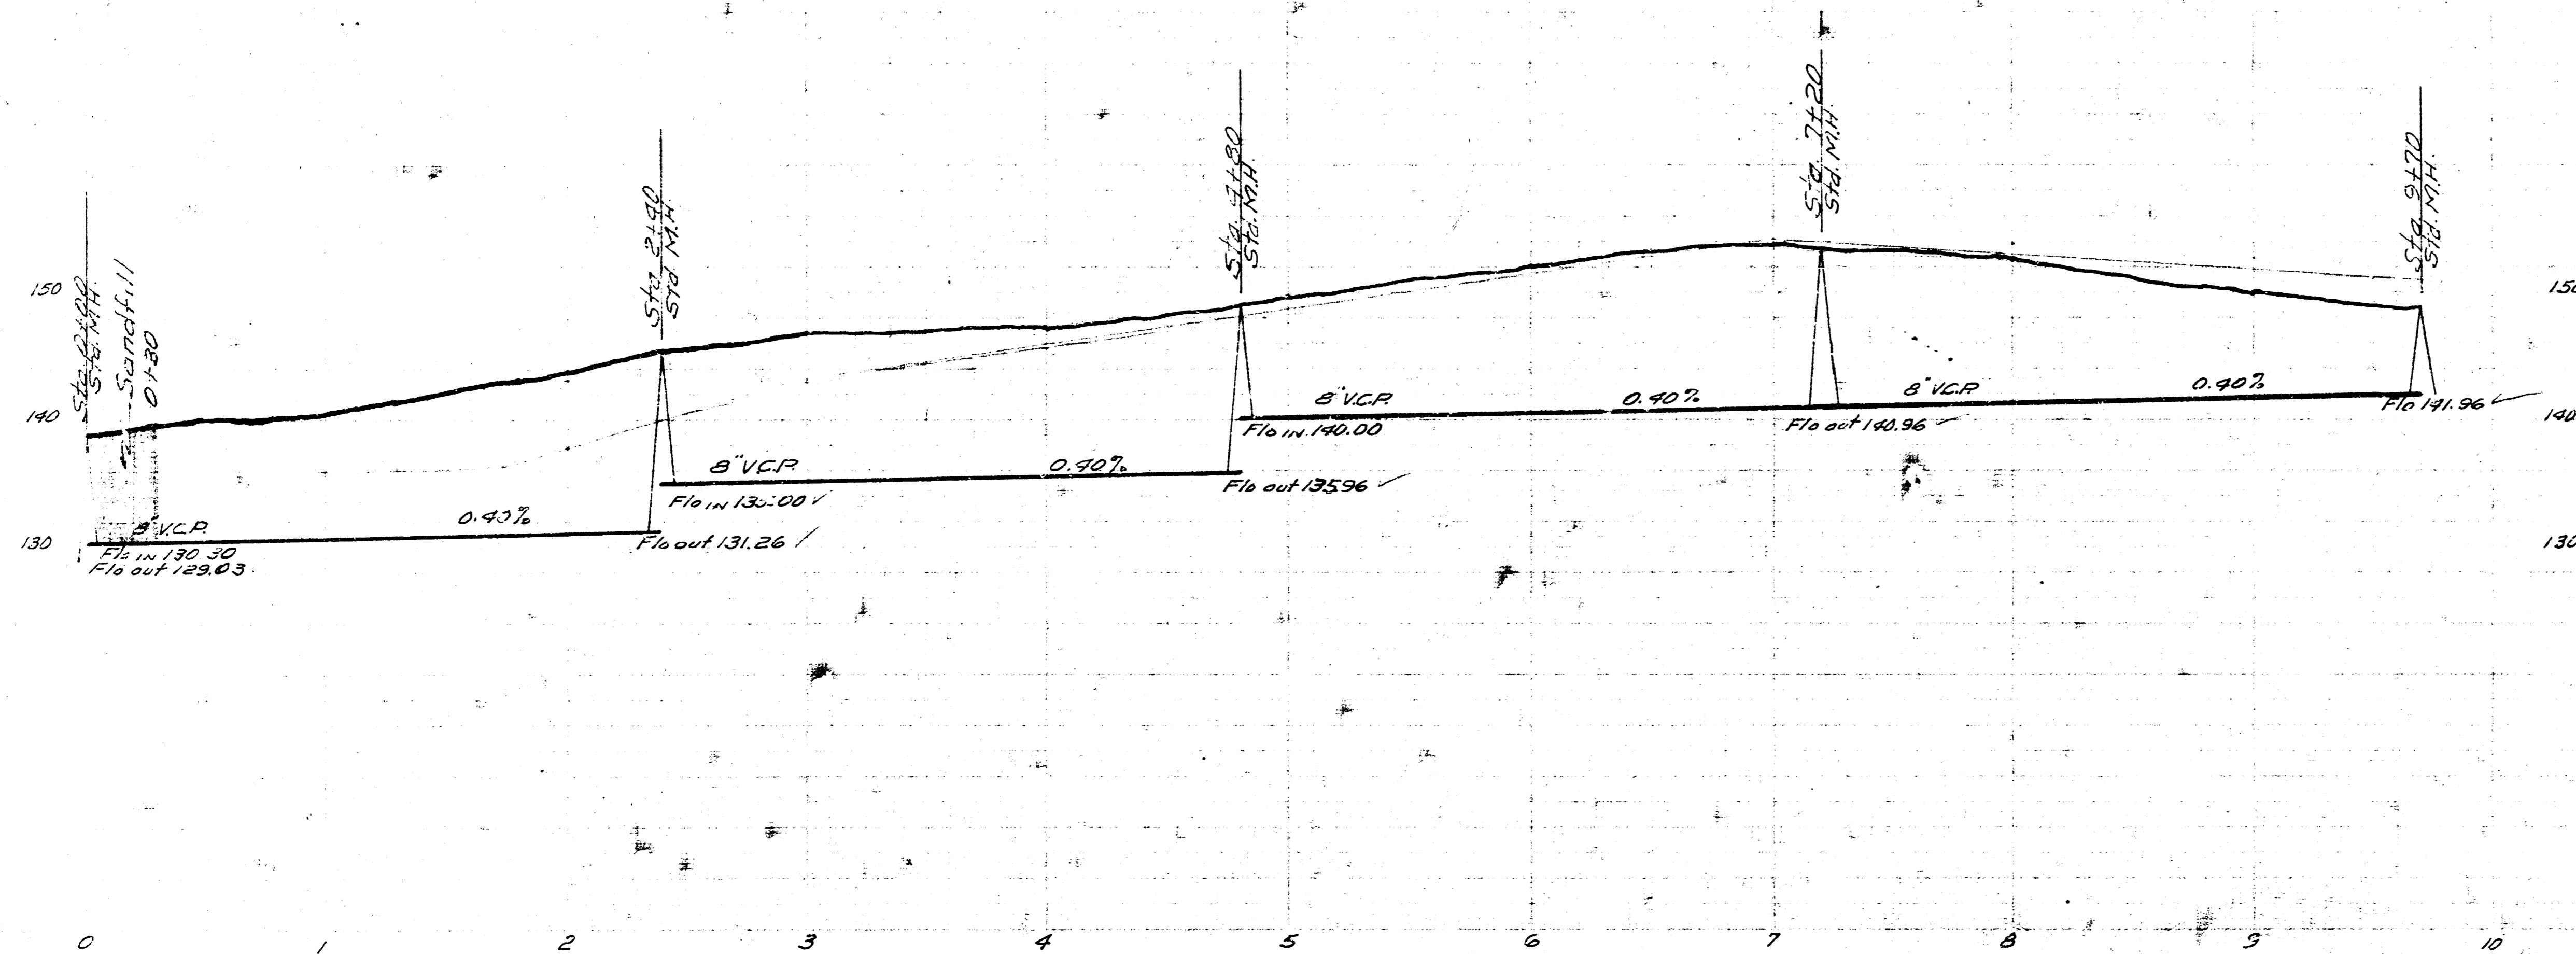 Sta. 0+00
Std. M.H.
Sandfill
0+30
Sta. 2+40
Std. M.H.
Sta. 4+80
Std. M.H.
Sta. 7+20
Std. M.H.
Sta. 9+70
Std. M.H.
150
150
140
140
130
130
8" V.C.P.
0.40%
Flo IN 130.30
Flo out 129.03
Flo out 131.26 ✓
8" V.C.P.
0.40%
Flo IN 135.00 ✓
Flo out 135.96 ✓
8" V.C.P.
0.40%
Flo IN 140.00
Flo out 140.96 ✓
8" V.C.P.
0.40%
Flo 141.96 ✓
0 1 2 3 4 5 6 7 8 9 10